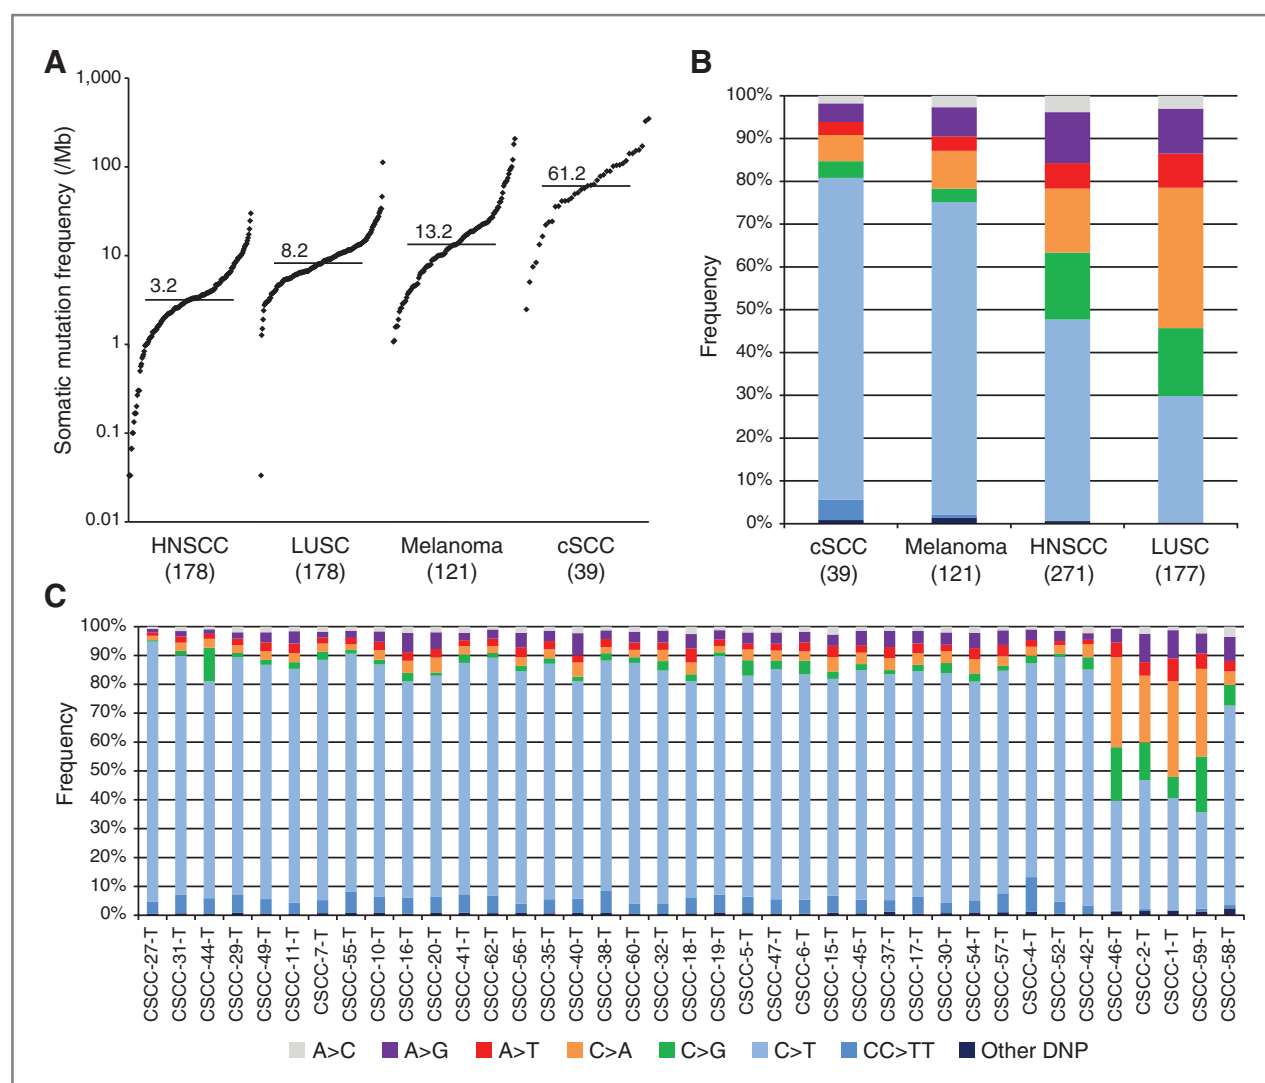 A
Somatic mutation frequency (/Mb)
1,000
100
10
1
0.1
0.01
3.2
8.2
13.2
61.2
HNSCC
(178)
LUSC
(178)
Melanoma
(121)
cSCC
(39)
B
Frequency
100%
90%
80%
70%
60%
50%
40%
30%
20%
10%
0%
cSCC
(39)
Melanoma
(121)
HNSCC
(271)
LUSC
(177)
C
Frequency
100%
90%
80%
70%
60%
50%
40%
30%
20%
10%
0%
CSCC-27-T
CSCC-31-T
CSCC-44-T
CSCC-29-T
CSCC-49-T
CSCC-11-T
CSCC-7-T
CSCC-55-T
CSCC-10-T
CSCC-16-T
CSCC-20-T
CSCC-41-T
CSCC-62-T
CSCC-56-T
CSCC-35-T
CSCC-40-T
CSCC-38-T
CSCC-60-T
CSCC-32-T
CSCC-18-T
CSCC-19-T
CSCC-5-T
CSCC-47-T
CSCC-6-T
CSCC-15-T
CSCC-45-T
CSCC-37-T
CSCC-17-T
CSCC-30-T
CSCC-54-T
CSCC-57-T
CSCC-4-T
CSCC-52-T
CSCC-42-T
CSCC-46-T
CSCC-2-T
CSCC-1-T
CSCC-59-T
CSCC-58-T
A>C A>G A>T C>A C>G C>T CC>TT Other DNP